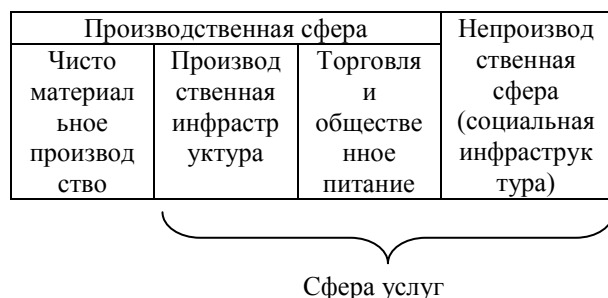 Производственная сфера
Непроизвод
ственная
сфера
(социальная
инфраструк
тура)
Чисто
материал
ьное
производ
ство
Производ
ственная
инфрастр
уктура
Торговля
и
обществе
нное
питание
Сфера услуг